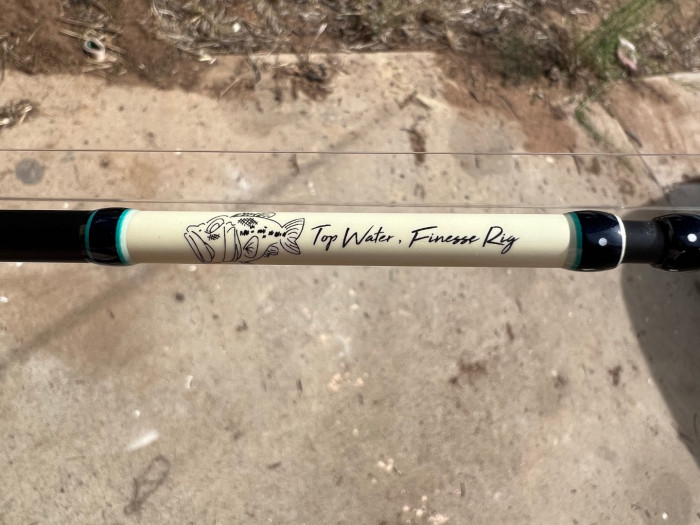 Top Water, Finesse Rig